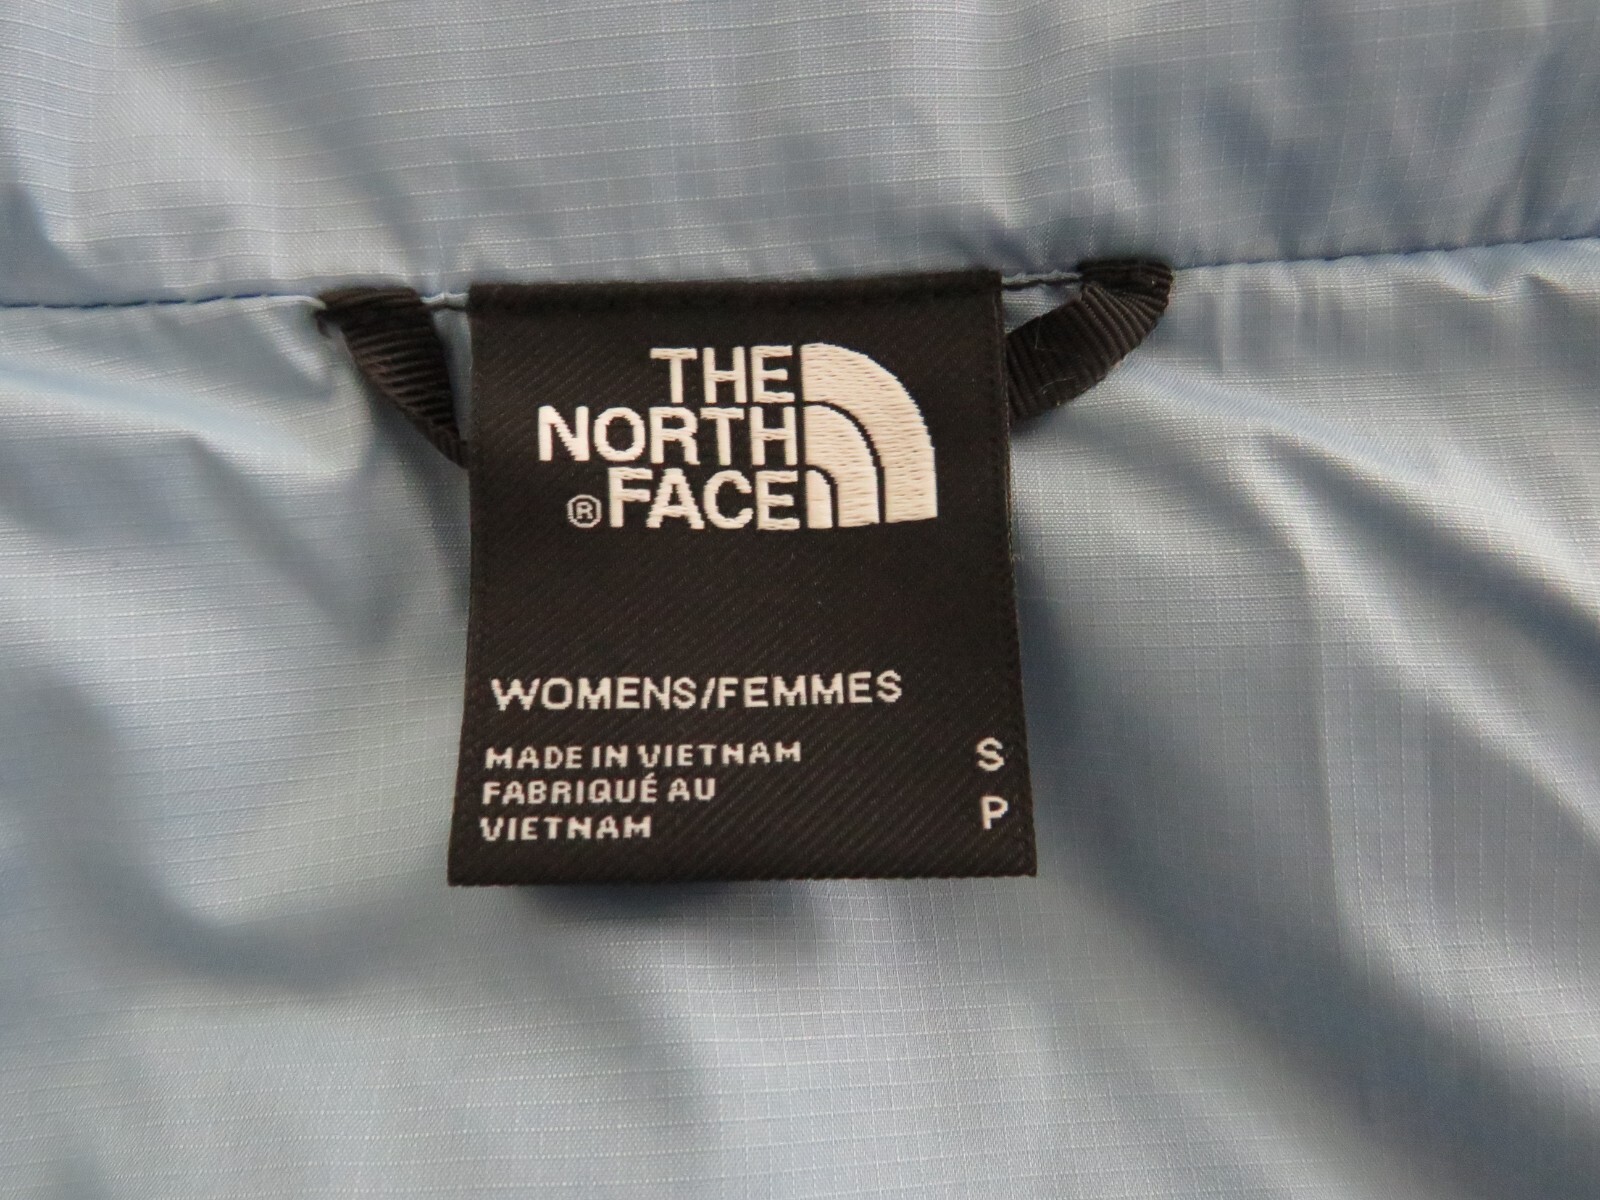 THE
NORTH
®FACE
WOMENS/FEMMES
MADE IN VIETNAM S
FABRIQUÉ AU P
VIETNAM